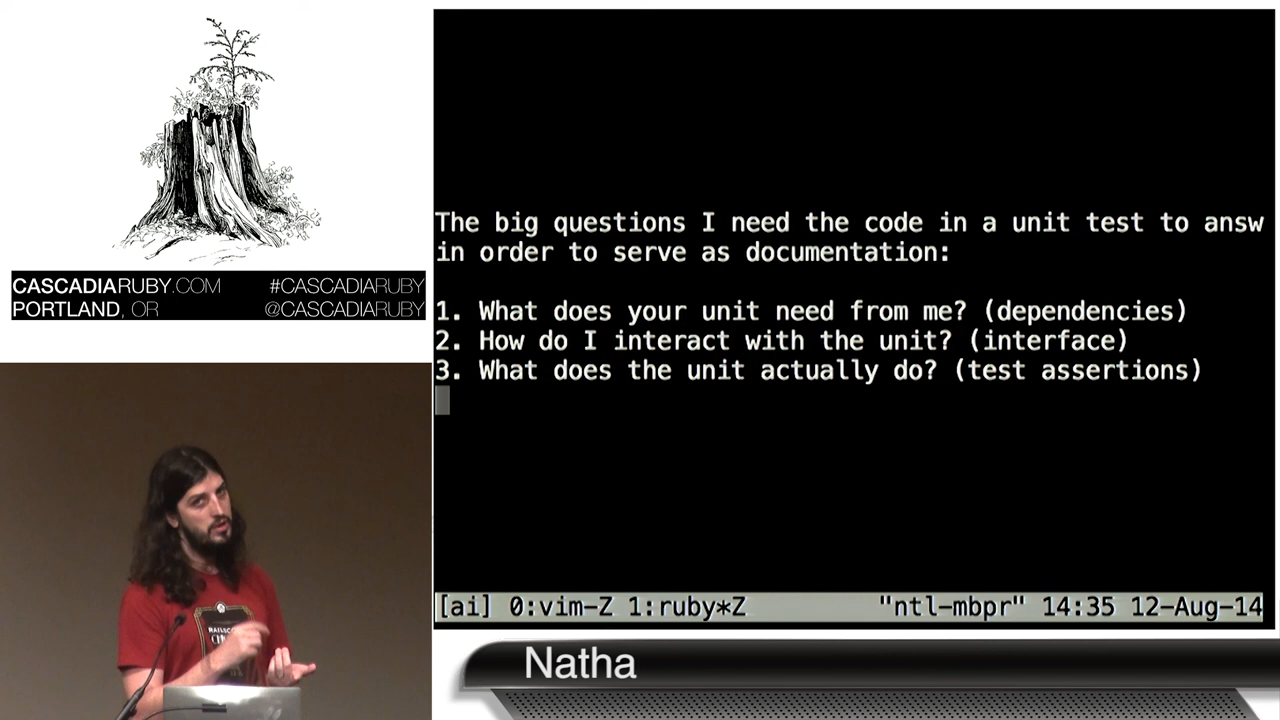 CASCADIARUBY.COM #CASCADIARUBY
PORTLAND, OR @CASCADIARUBY
The big questions I need the code in a unit test to answ
in order to serve as documentation:
1. What does your unit need from me? (dependencies)
2. How do I interact with the unit? (interface)
3. What does the unit actually do? (test assertions)
[ai] 0:vim-Z 1:ruby*Z "ntl-mbpr" 14:35 12-Aug-14
Natha